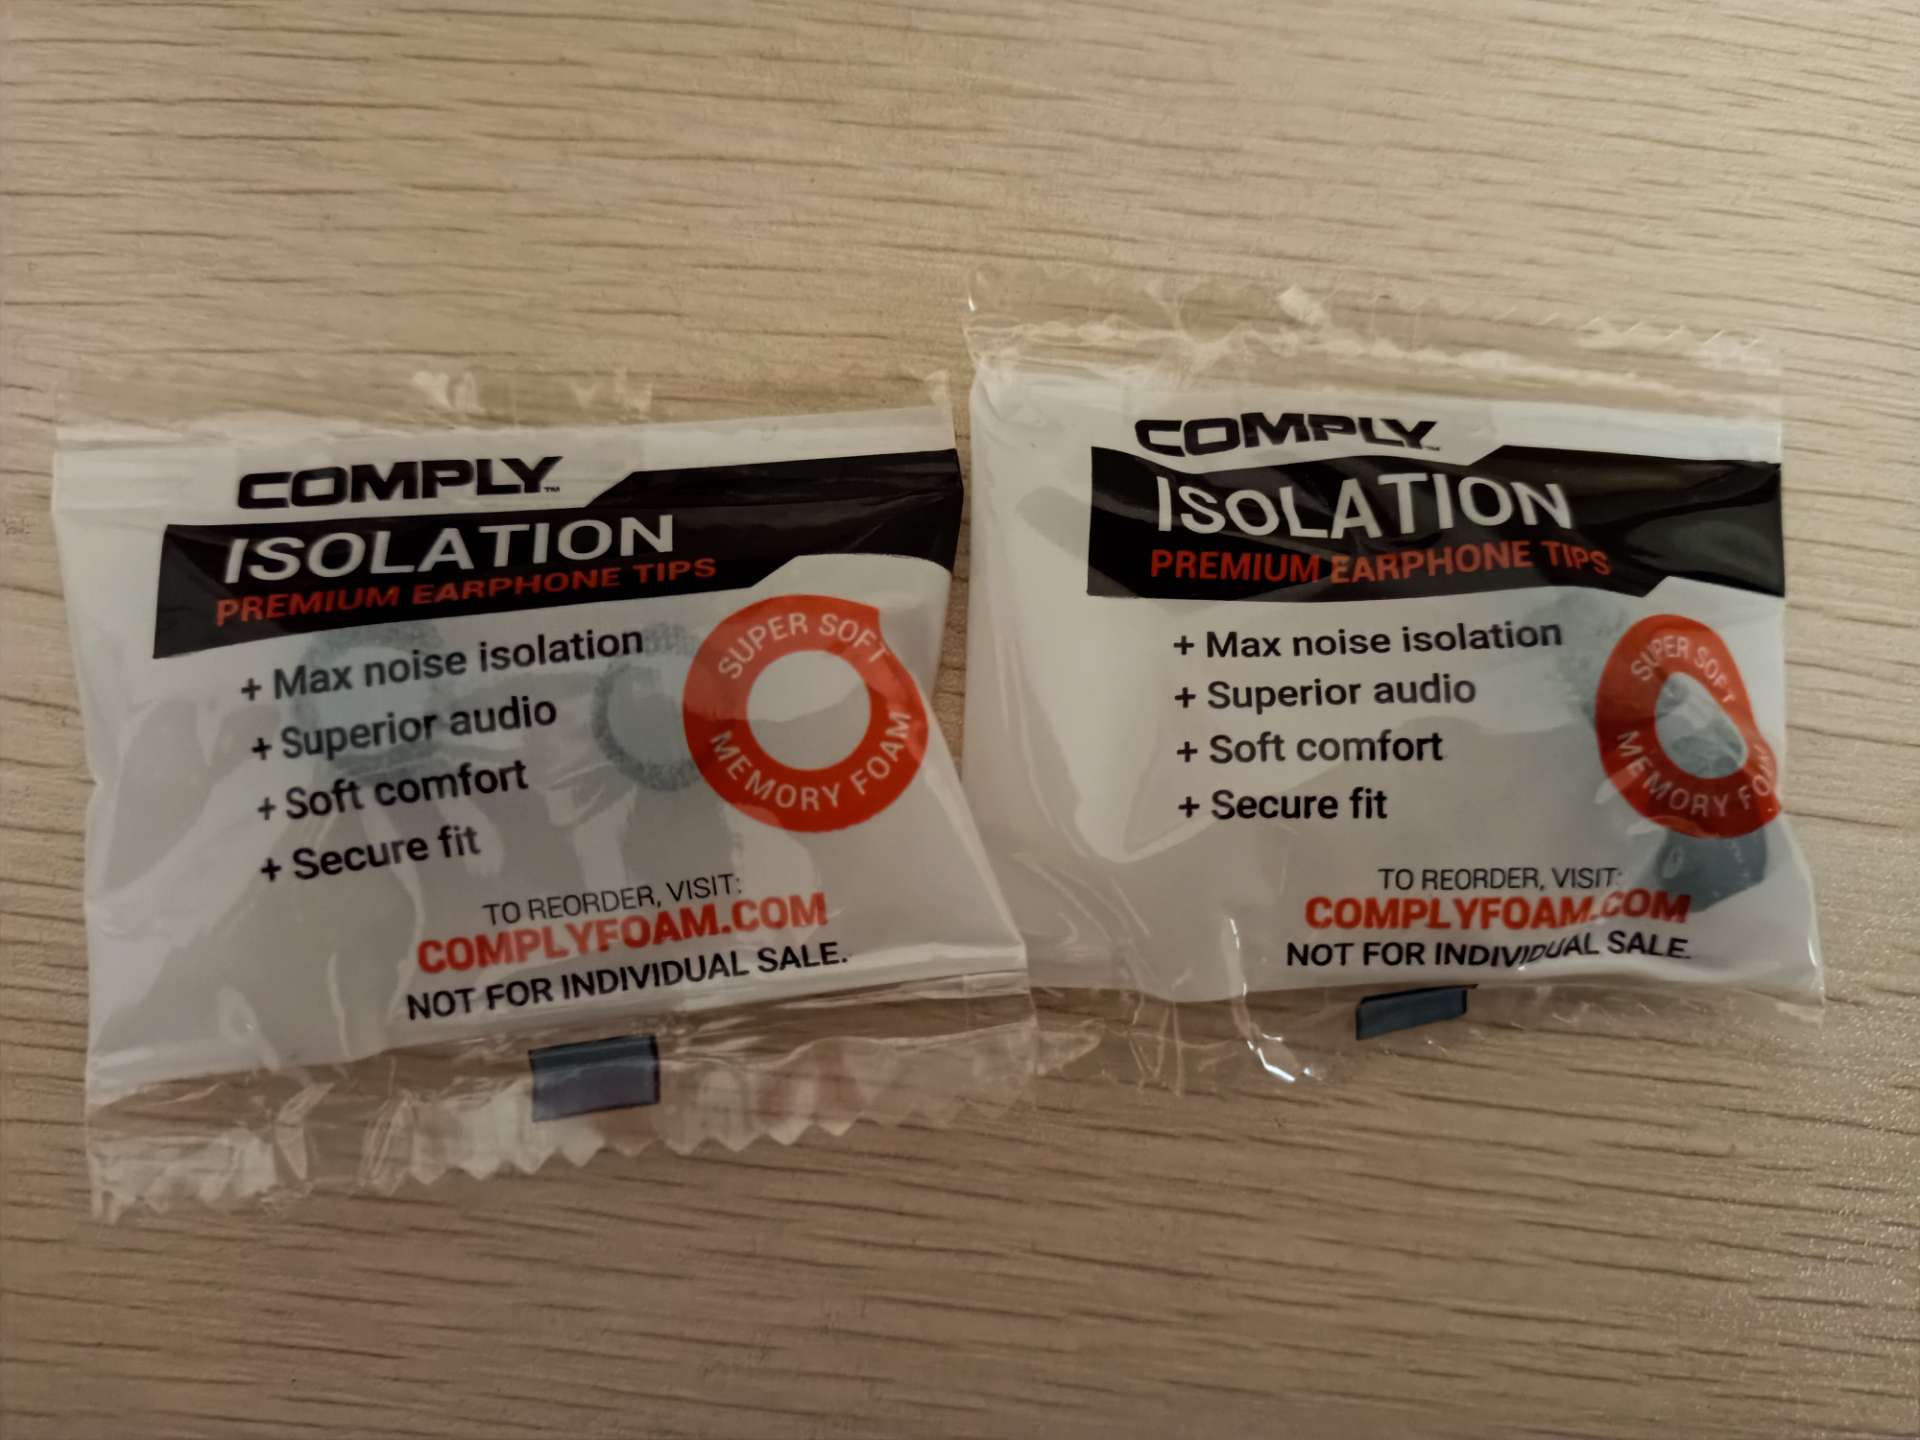 COMPLY™
ISOLATION
PREMIUM EARPHONE TIPS
+ Max noise isolation
+ Superior audio
+ Soft comfort
+ Secure fit
SUPER SOFT
MEMORY FOAM
TO REORDER, VISIT:
COMPLYFOAM.COM
NOT FOR INDIVIDUAL SALE.
COMPLY™
ISOLATION
PREMIUM EARPHONE TIPS
+ Max noise isolation
+ Superior audio
+ Soft comfort
+ Secure fit
SUPER SOFT
MEMORY FOAM
TO REORDER, VISIT:
COMPLYFOAM.COM
NOT FOR INDIVIDUAL SALE.